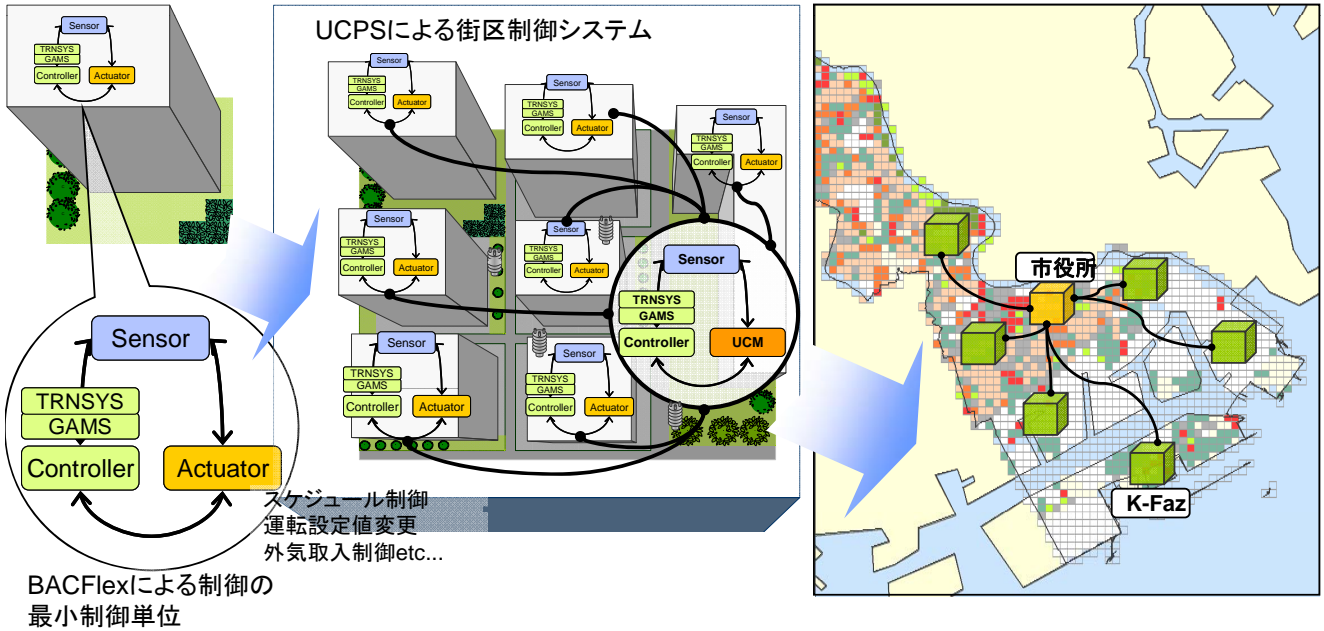 Sensor
TRNSYS
GAMS
Controller
Actuator
Sensor
TRNSYS
GAMS
Controller
Actuator
スケジュール制御
運転設定値変更
外気取入制御etc...
BACFlexによる制御の
最小制御単位
UCPSによる街区制御システム
Sensor
TRNSYS
GAMS
Controller
Actuator
Sensor
TRNSYS
GAMS
Controller
Actuator
Sensor
TRNSYS
GAMS
Controller
Actuator
Sensor
TRNSYS
GAMS
Controller
Actuator
Sensor
TRNSYS
GAMS
Controller
Actuator
Sensor
TRNSYS
GAMS
Controller
UCM
Sensor
TRNSYS
GAMS
Controller
Actuator
Sensor
TRNSYS
GAMS
Controller
Actuator
市役所
K-Faz